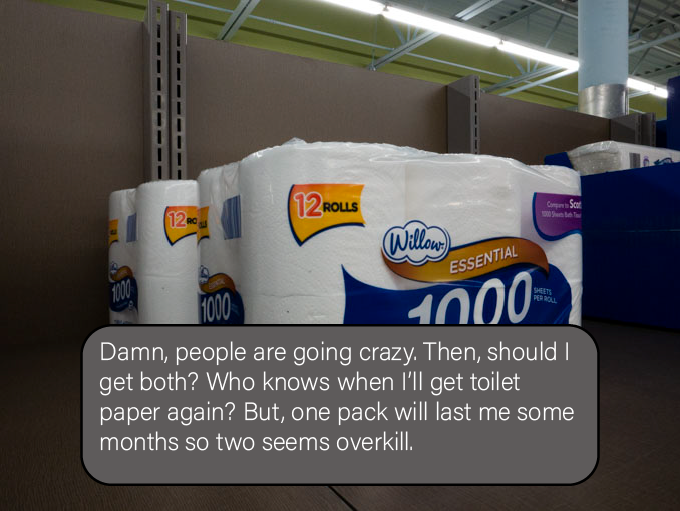 12 ROLLS
Willow
ESSENTIAL
1000
SHEETS
PER ROLL
Compare to Scot
1000 Sheets Bath
12 RO
1000
1000
Damn, people are going crazy. Then, should I
get both? Who knows when I'll get toilet
paper again? But, one pack will last me some
months so two seems overkill.